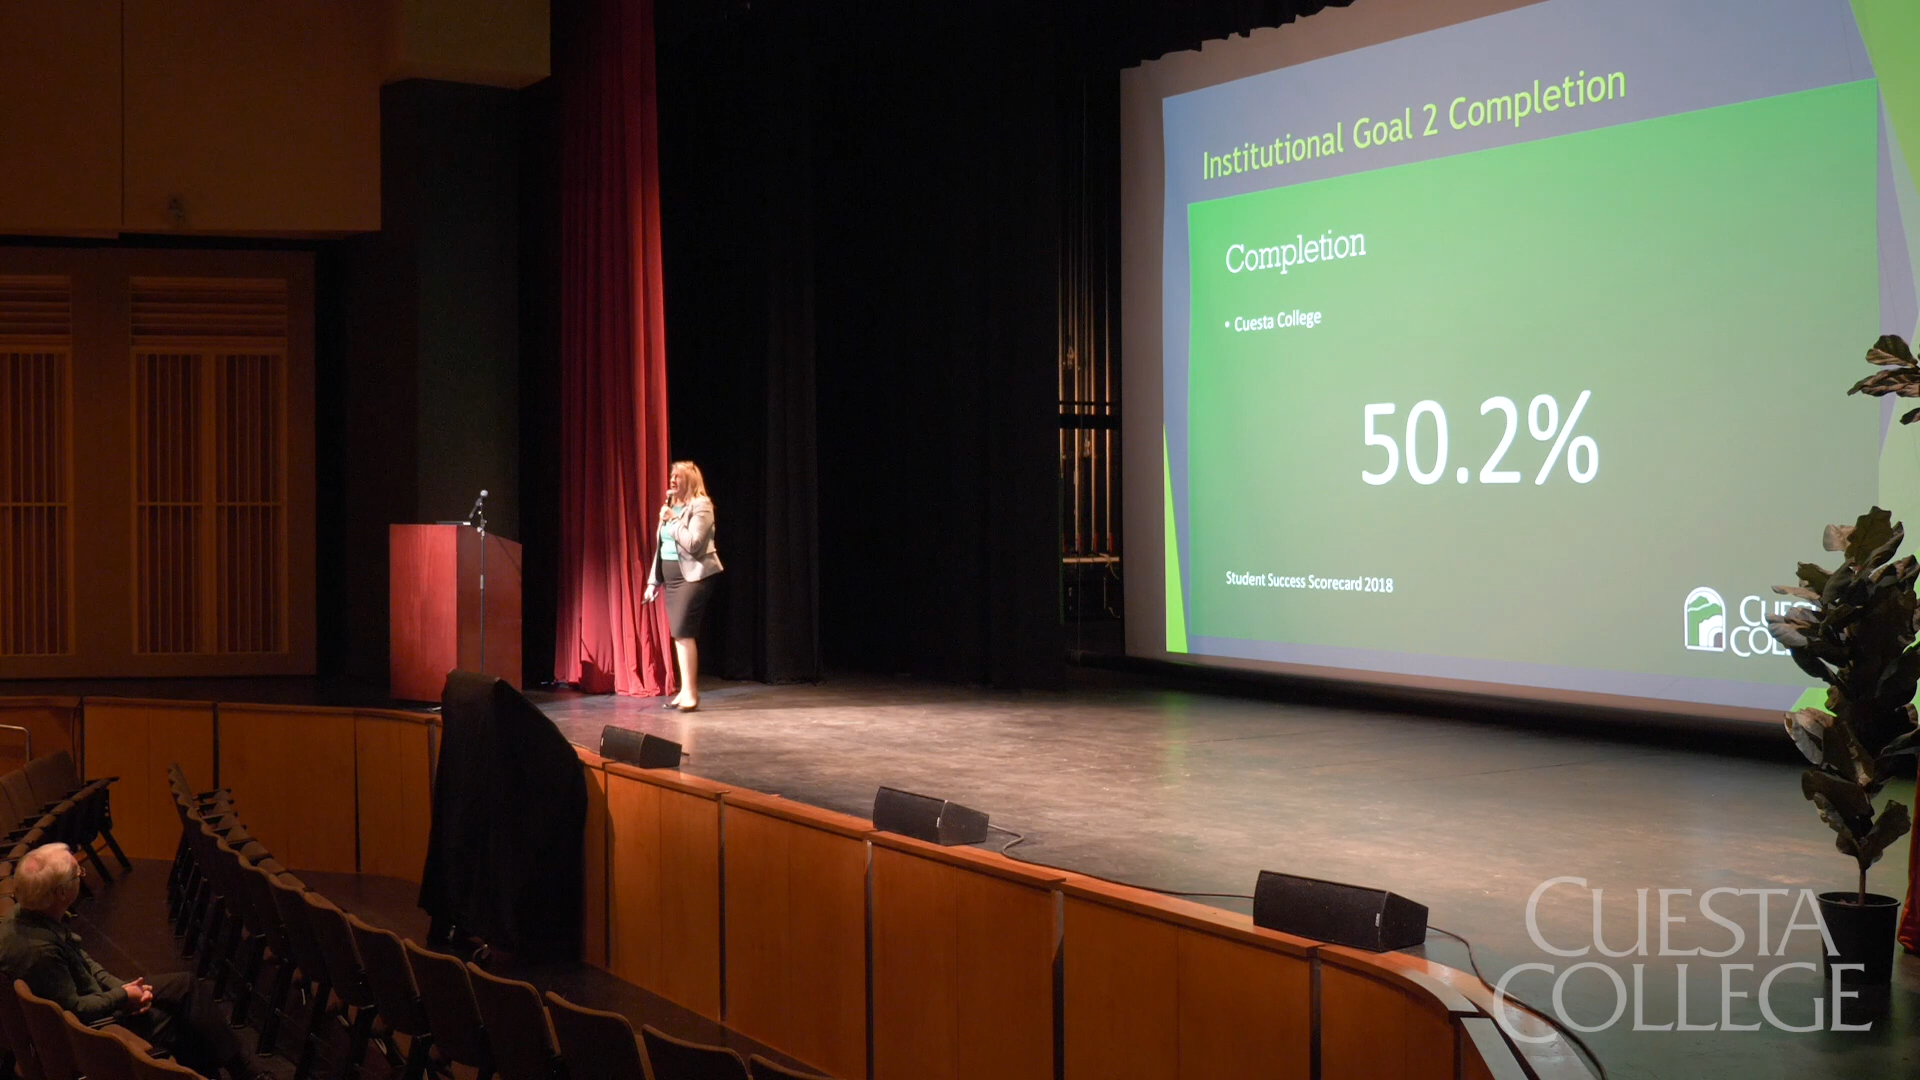 Institutional Goal 2 Completion
Completion
• Cuesta College
50.2%
Student Success Scorecard 2018
CUESTA
COLLEGE